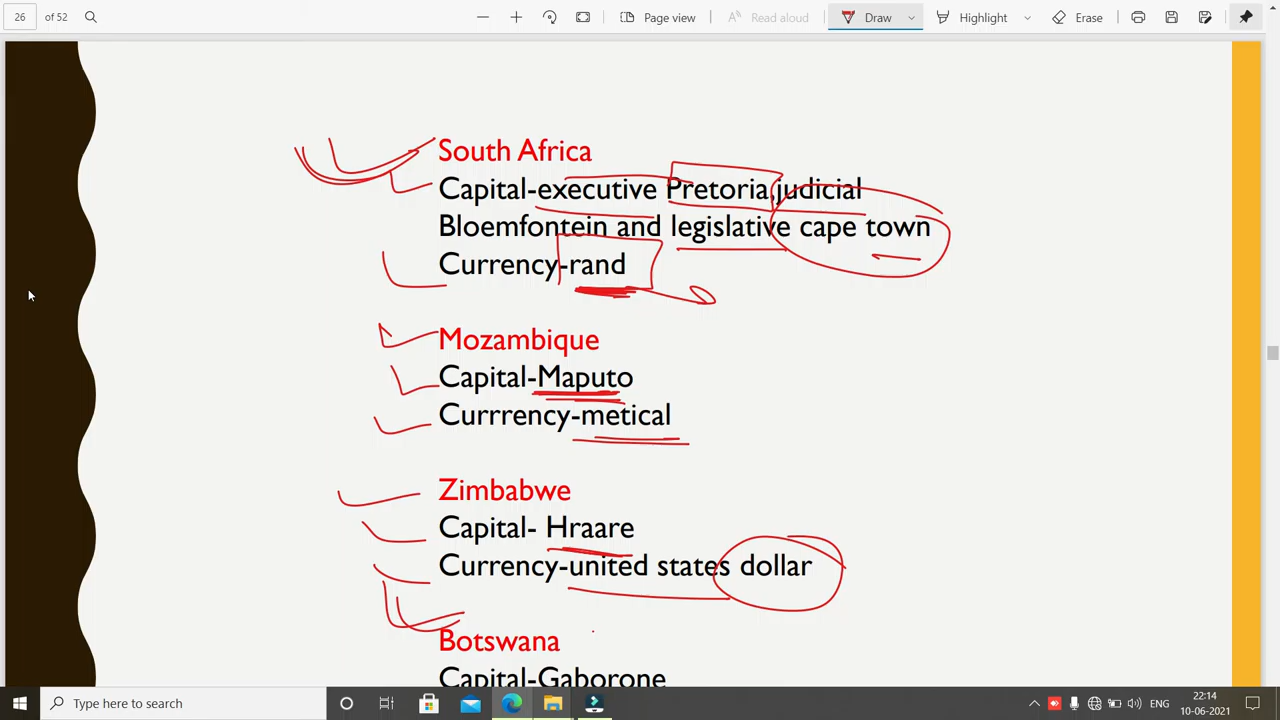 26 of 52
Page view
Read aloud
Draw
Highlight
Erase
South Africa
Capital-executive Pretoria,judicial
Bloemfontein and legislative cape town
Currency-rand
Mozambique
Capital-Maputo
Currrency-metical
Zimbabwe
Capital- Hraare
Currency-united states dollar
Botswana
Capital-Gaborone
Type here to search
ENG
22:14
10-06-2021